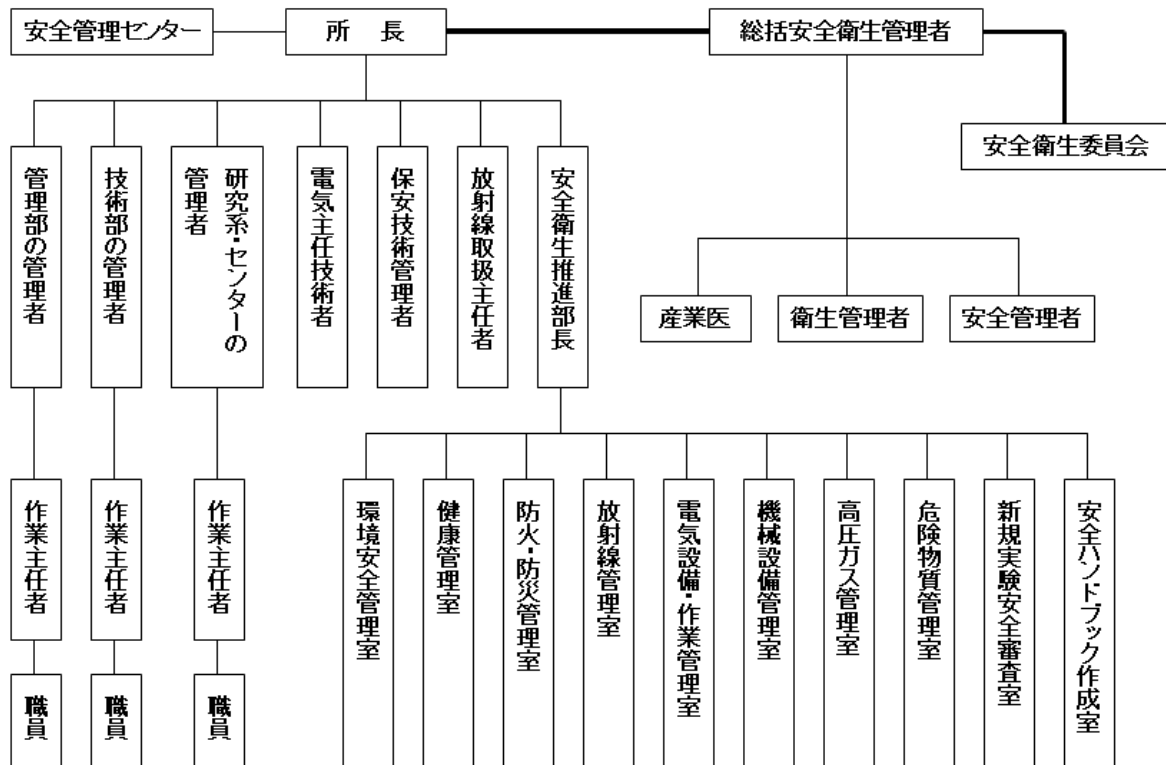 安全管理センター
所　長
総括安全衛生管理者
安全衛生委員会
管理部の管理者
技術部の管理者
研究系・センターの
管理者
電気主任技術者
保安技術管理者
放射線取扱主任者
安全衛生推進部長
産業医
衛生管理者
安全管理者
作業主任者
作業主任者
作業主任者
環境安全管理室
健康管理室
防火・防災管理室
放射線管理室
電気設備・作業管理室
機械設備管理室
高圧ガス管理室
危険物質管理室
新規実験安全審査室
安全ハンドブック作成室
職員
職員
職員